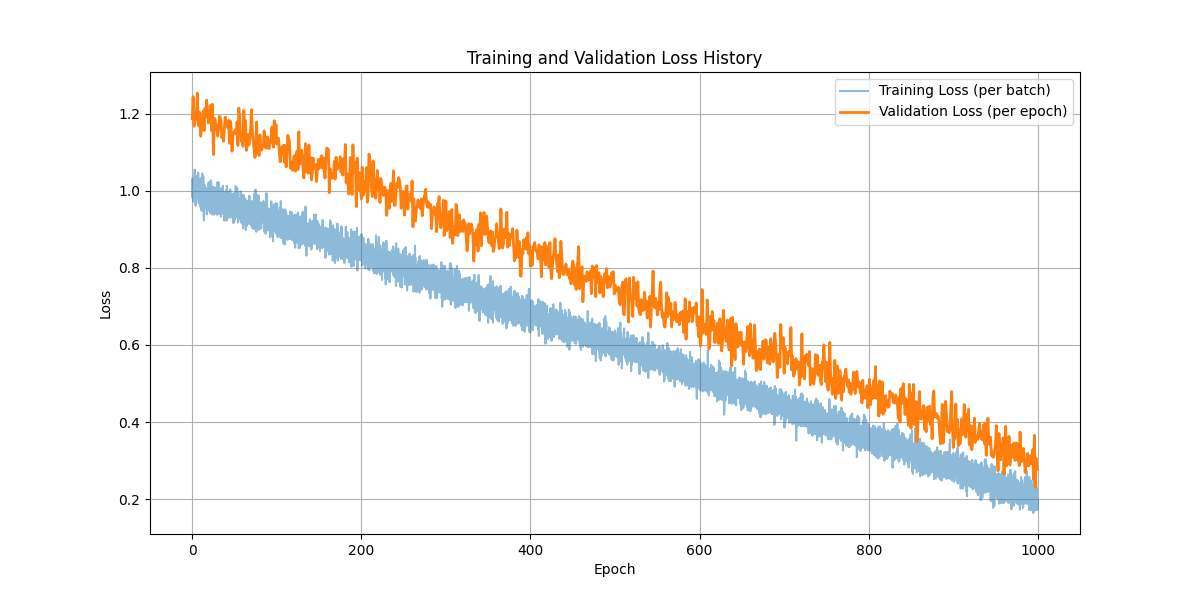 Training and Validation Loss History
Training Loss (per batch)
Validation Loss (per epoch)
Loss
1.2
1.0
0.8
0.6
0.4
0.2
0
200
400
600
800
1000
Epoch